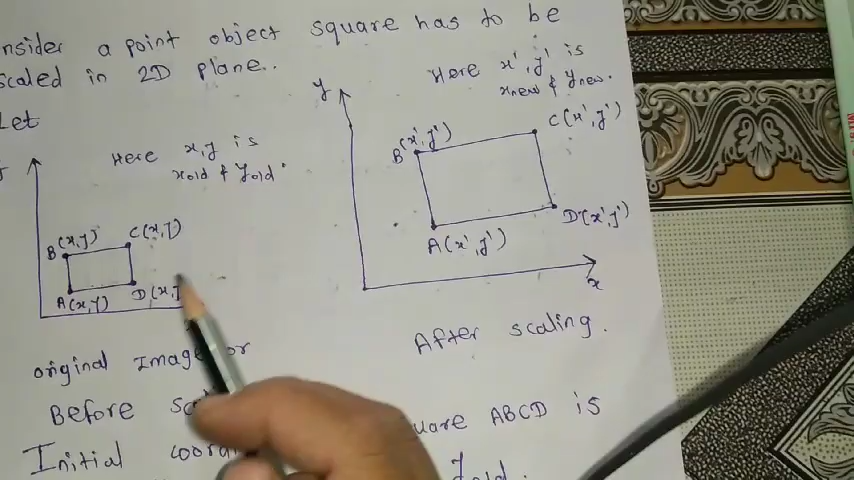 nsider a point object square has to be
scaled in 2D plane..
Let
Here x,y is
xold & yold.
B(x,y)
C(x,y)
A(x,y)
D(x,y
original Image or
Before
Initial
Here x',y' is
xnew & ynew.
y
B(x',y')
C(x',y')
A(x',y')
D'(x',y')
x
After scaling.
uare ABCD is
yold.